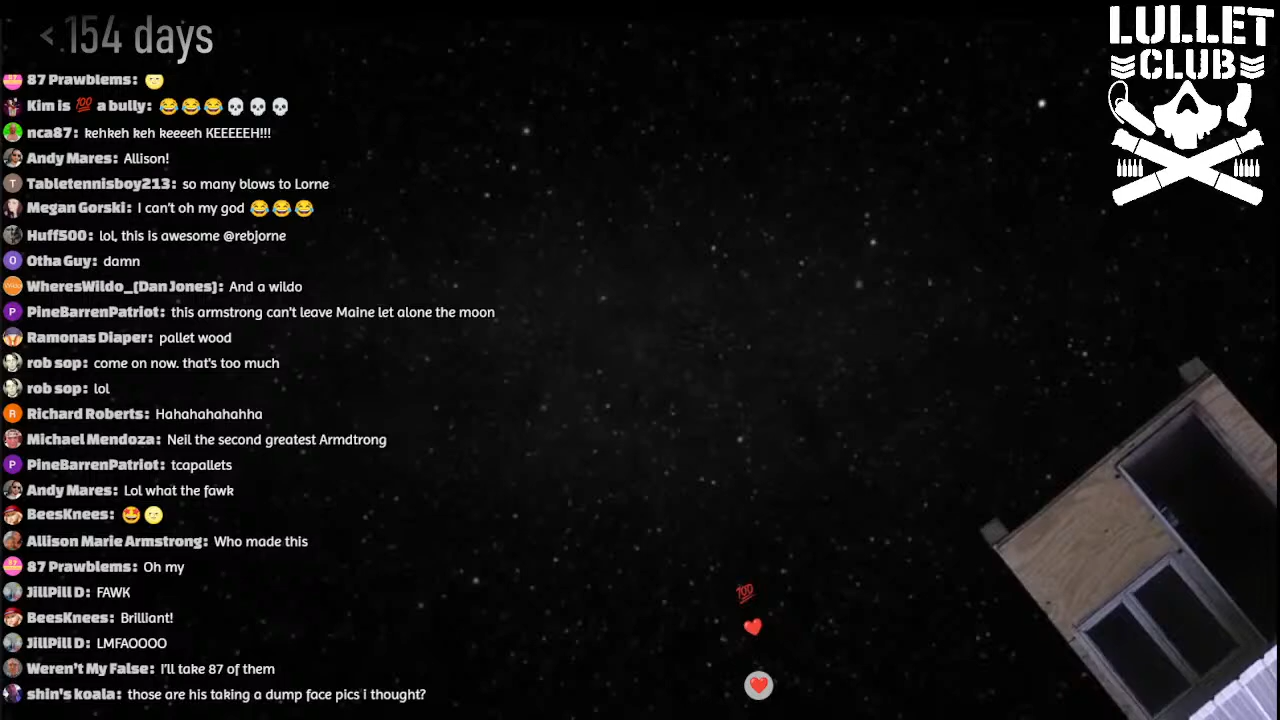 < .154 days
LULLET
CLUB
87 Prawblems: 🌝
Kim is 💯 a bully: 😂😂😂💀💀💀
nca87: kehkeh keh keeeeh KEEEEEH!!!
Andy Mares: Allison!
T Tabletennisboy213: so many blows to Lorne
Megan Gorski: I can't oh my god 😂😂😂
Huff500: lol, this is awesome @rebjorne
O Otha Guy: damn
WheresWildo_(Dan Jones): And a wildo
P PineBarrenPatriot: this armstrong can't leave Maine let alone the moon
Ramonas Diaper: pallet wood
rob sop: come on now. that's too much
rob sop: lol
R Richard Roberts: Hahahahahahha
Michael Mendoza: Neil the second greatest Armdtrong
P PineBarrenPatriot: tcapallets
Andy Mares: Lol what the fawk
BeesKnees: 🤩🌝
Allison Marie Armstrong: Who made this
87 Prawblems: Oh my
JillPill D: FAWK
BeesKnees: Brilliant!
JillPill D: LMFAOOOO
Weren't My False: I'll take 87 of them
shin's koala: those are his taking a dump face pics i thought?
💯